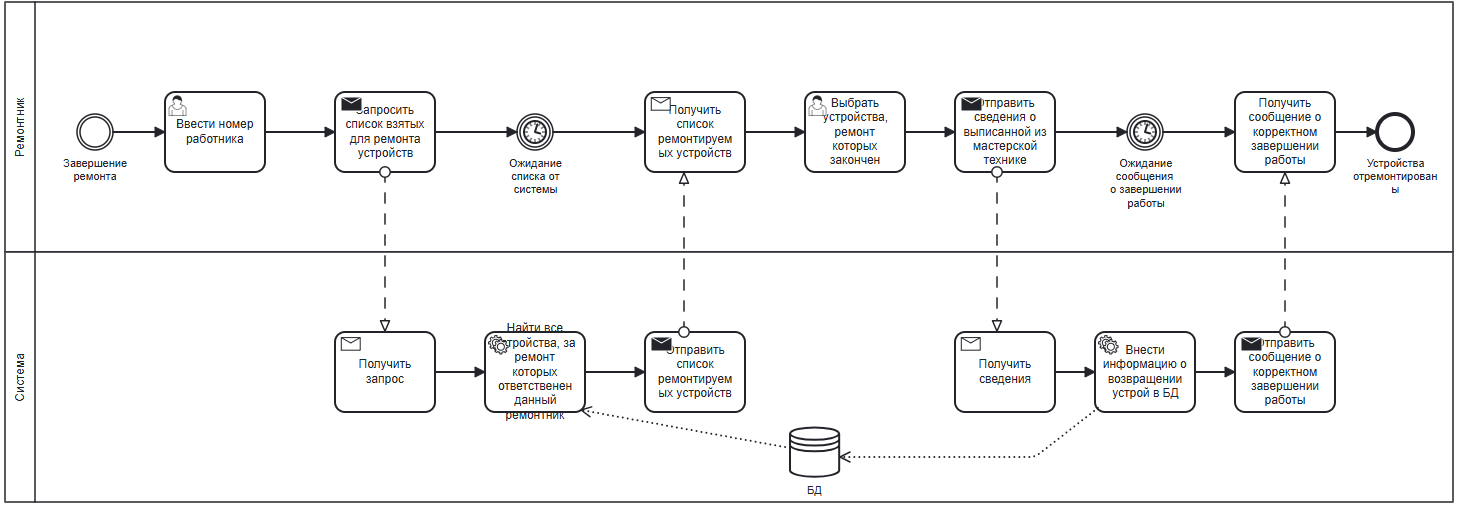 Ремонтник
Завершение
ремонта
Ввести номер
работника
Запросить
список взятых
для ремонта
устройств
Ожидание
списка от
системы
Получить
список
ремонтируем
ых устройств
Выбрать
устройства,
ремонт
которых
закончен
Отправить
сведения о
выписанной из
мастерской
технике
Ожидание
сообщения
о завершении
работы
Получить
сообщение о
корректном
завершении
работы
Устройства
отремонтирован
ы
Система
Получить
запрос
Найти все
устройства, за
ремонт
которых
ответственен
данный
ремонтник
Отправить
список
ремонтируем
ых устройств
Получить
сведения
Внести
информацию о
возвращении
устрой в БД
Отправить
сообщение о
корректном
завершении
работы
БД